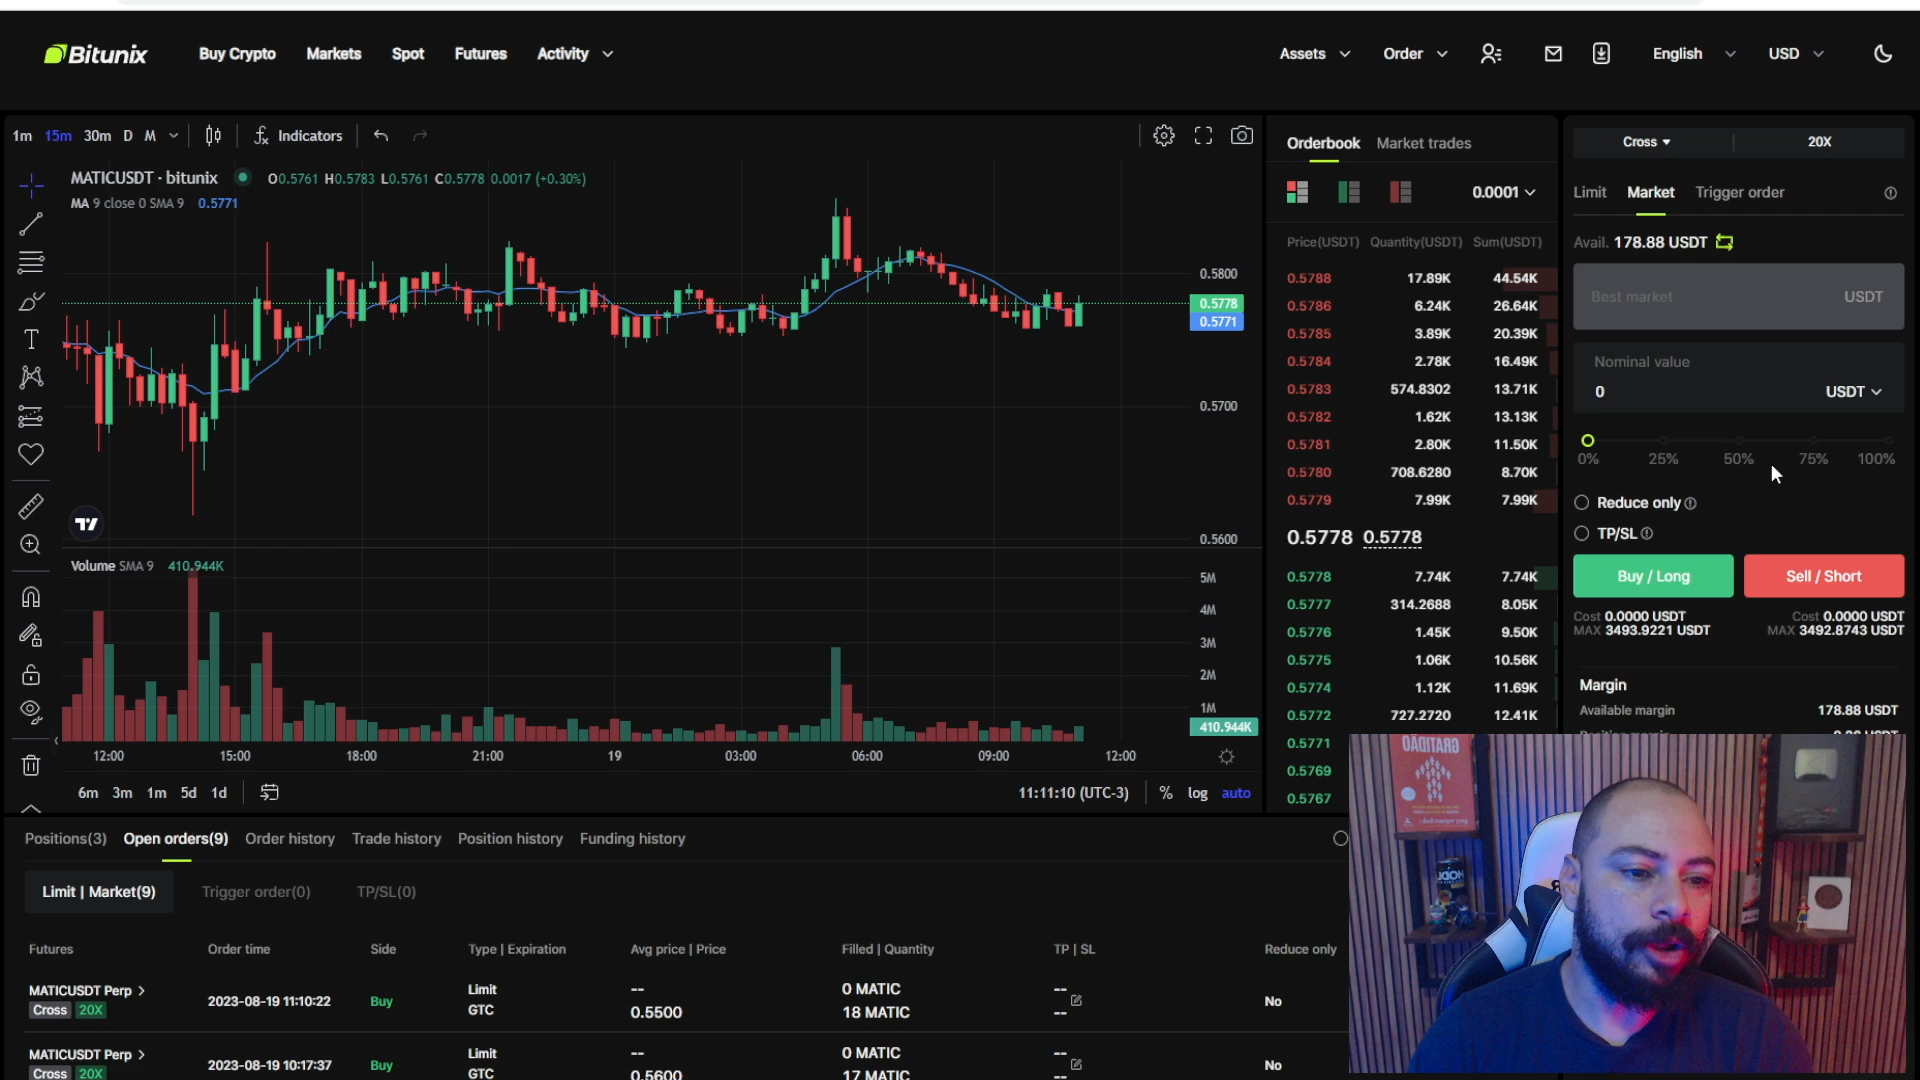 Bitunix
Buy Crypto Markets Spot Futures Activity
Assets Order English USD
1m 15m 30m D M Indicators
MATICUSDT · bitunix O0.5761 H0.5783 L0.5761 C0.5778 0.0017 (+0.30%)
MA 9 close 0 SMA 9 0.5771
0.5800
0.5778
0.5771
0.5700
0.5600
Volume SMA 9 410.944K
5M
4M
3M
2M
1M
410.944K
12:00 15:00 18:00 21:00 19 03:00 06:00 09:00 12:00
6m 3m 1m 5d 1d 11:11:10 (UTC-3) % log auto
Orderbook Market trades
0.0001
Price(USDT) Quantity(USDT) Sum(USDT)
0.5788 17.89K 44.54K
0.5786 6.24K 26.64K
0.5785 3.89K 20.39K
0.5784 2.78K 16.49K
0.5783 574.8302 13.71K
0.5782 1.62K 13.13K
0.5781 2.80K 11.50K
0.5780 708.6280 8.70K
0.5779 7.99K 7.99K
0.5778 0.5778
0.5778 7.74K 7.74K
0.5777 314.2688 8.05K
0.5776 1.45K 9.50K
0.5775 1.06K 10.56K
0.5774 1.12K 11.69K
0.5772 727.2720 12.41K
0.5771
0.5769
0.5767
Cross 20X
Limit Market Trigger order
Avail. 178.88 USDT
Best market USDT
Nominal value
0 USDT
0% 25% 50% 75% 100%
Reduce only
TP/SL
Buy / Long Sell / Short
Cost 0.0000 USDT Cost 0.0000 USDT
MAX 3493.9221 USDT MAX 3492.8743 USDT
Margin
Available margin 178.88 USDT
Positions(3) Open orders(9) Order history Trade history Position history Funding history
Limit | Market(9) Trigger order(0) TP/SL(0)
Futures Order time Side Type | Expiration Avg price | Price Filled | Quantity TP | SL Reduce only
MATICUSDT Perp > 2023-08-19 11:10:22 Buy Limit -- 0 MATIC -- No
Cross 20X GTC 0.5500 18 MATIC --
MATICUSDT Perp > 2023-08-19 10:17:37 Buy Limit -- 0 MATIC -- No
Cross 20X GTC 0.5600 17 MATIC --
GRATIDÃO